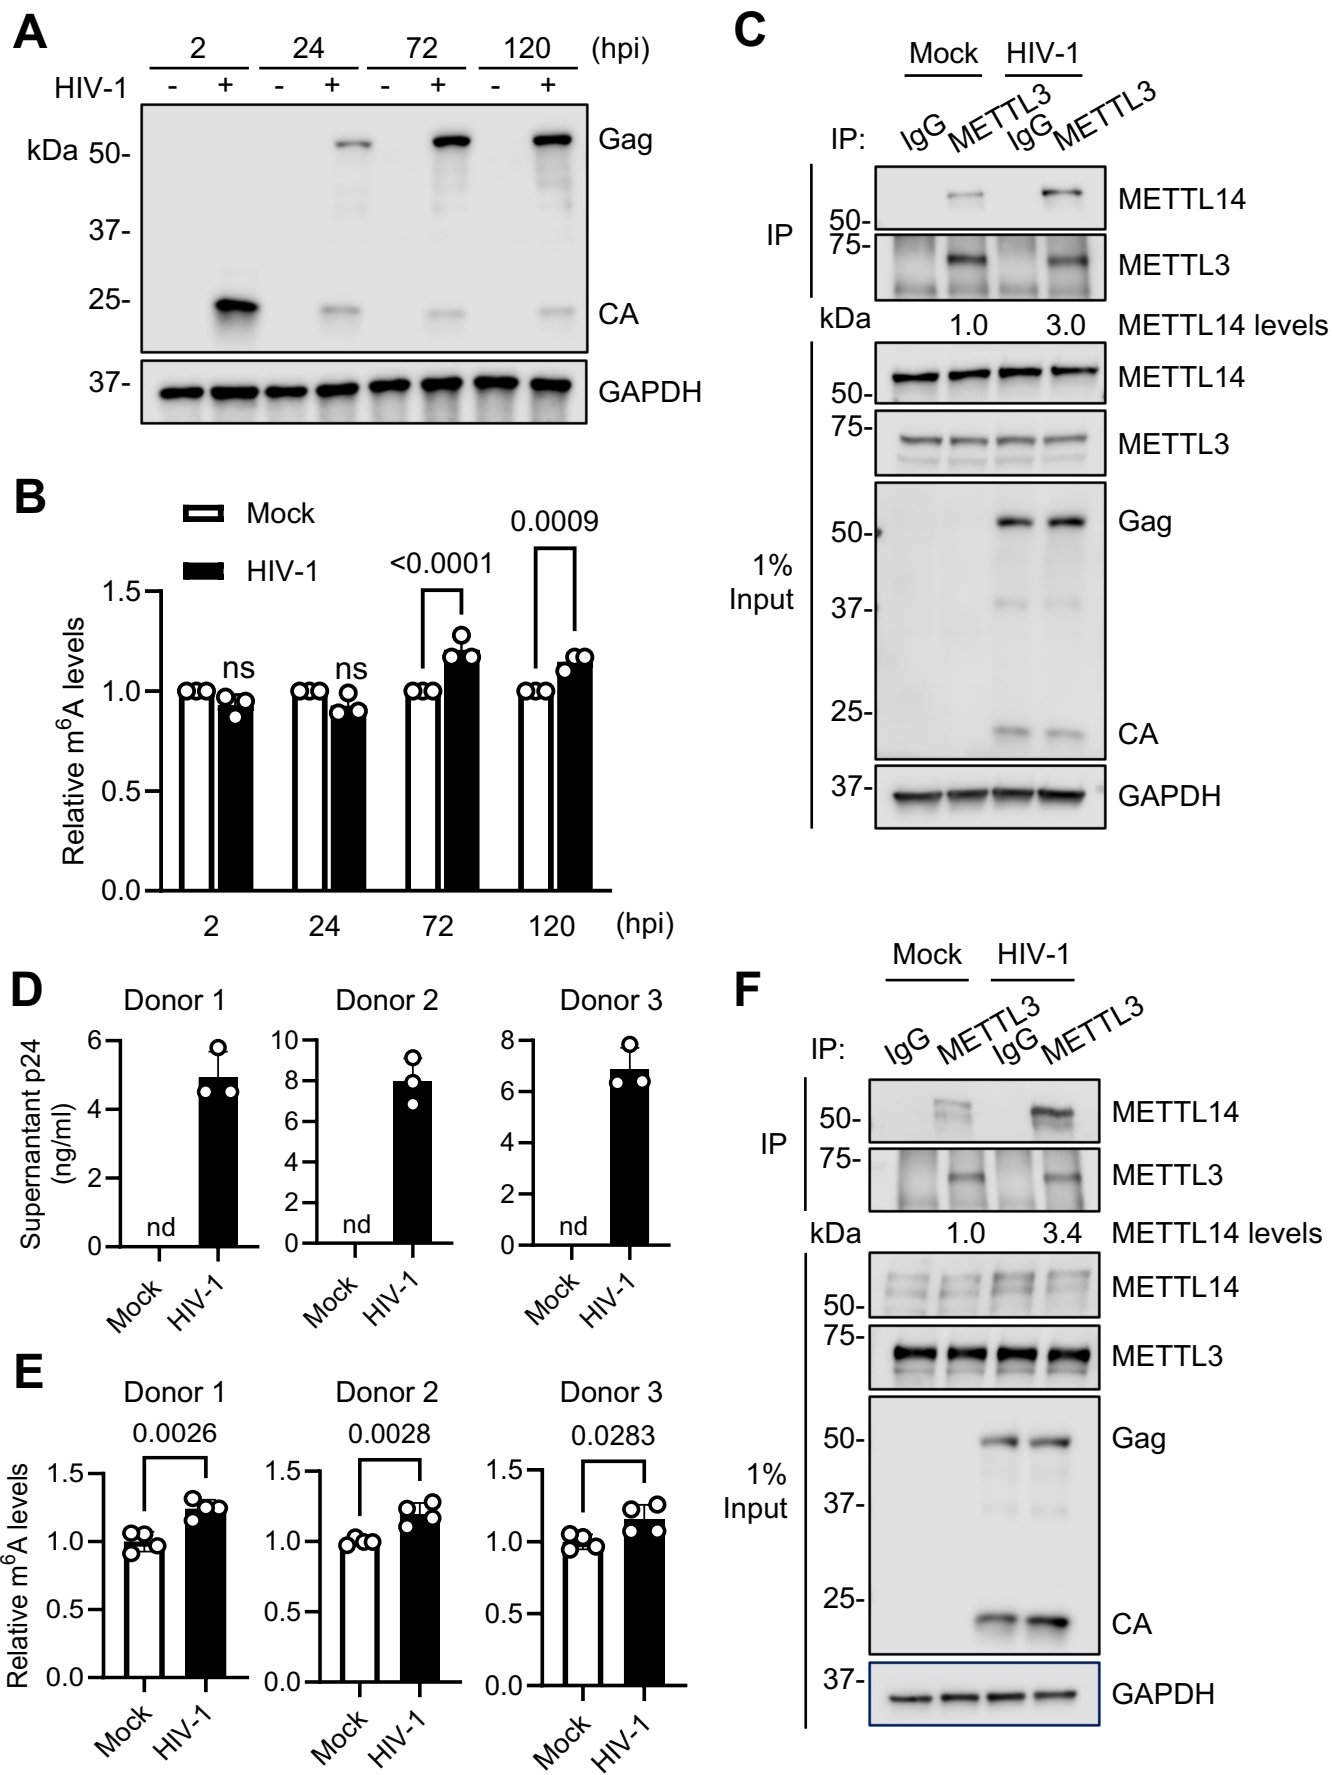 A
2 24 72 120 (hpi)
HIV-1 - + - + - + - +
kDa 50- Gag
37-
25- CA
37- GAPDH
B
Mock
HIV-1
Relative m6A levels
1.5
1.0
0.5
0.0
ns ns <0.0001 0.0009
2 24 72 120 (hpi)
C
Mock HIV-1
IP: IgG METTL3 IgG METTL3
IP
50- METTL14
75- METTL3
kDa 1.0 3.0 METTL14 levels
1%
Input
50- METTL14
75- METTL3
50- Gag
37-
25- CA
37- GAPDH
D
Supernantant p24
(ng/ml)
Donor 1
6
4
2
0
nd
Mock HIV-1
Donor 2
10
8
6
4
2
0
nd
Mock HIV-1
Donor 3
8
6
4
2
0
nd
Mock HIV-1
E
Relative m6A levels
Donor 1
0.0026
1.5
1.0
0.5
0.0
Mock HIV-1
Donor 2
0.0028
1.5
1.0
0.5
0.0
Mock HIV-1
Donor 3
0.0283
1.5
1.0
0.5
0.0
Mock HIV-1
F
Mock HIV-1
IP: IgG METTL3 IgG METTL3
IP
50- METTL14
75- METTL3
kDa 1.0 3.4 METTL14 levels
1%
Input
50- METTL14
75- METTL3
50- Gag
37-
25- CA
37- GAPDH